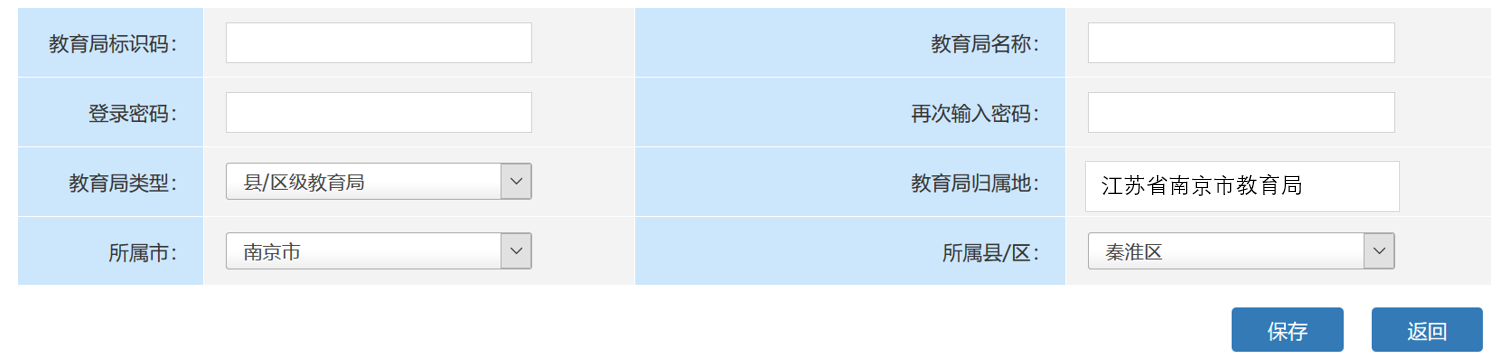 教育局标识码： 教育局名称：
登录密码： 再次输入密码：
教育局类型： 县/区级教育局 教育局归属地： 江苏省南京市教育局
所属市： 南京市 所属县/区： 秦淮区
保存 返回